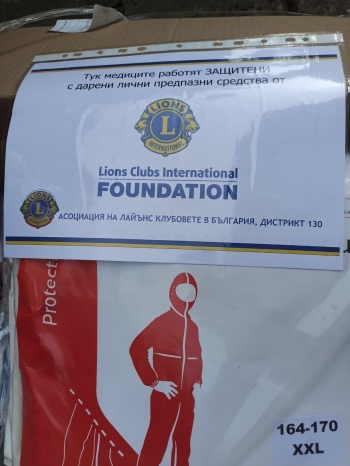 Тук медиците работят ЗАЩИТЕНИ
с дарени лични предпазни средства от
LIONS
L
INTERNATIONAL
Lions Clubs International
FOUNDATION
АСОЦИАЦИЯ НА ЛАЙЪНС КЛУБОВЕТЕ В БЪЛГАРИЯ, ДИСТРИКТ 130
Protect
164-170
XXL